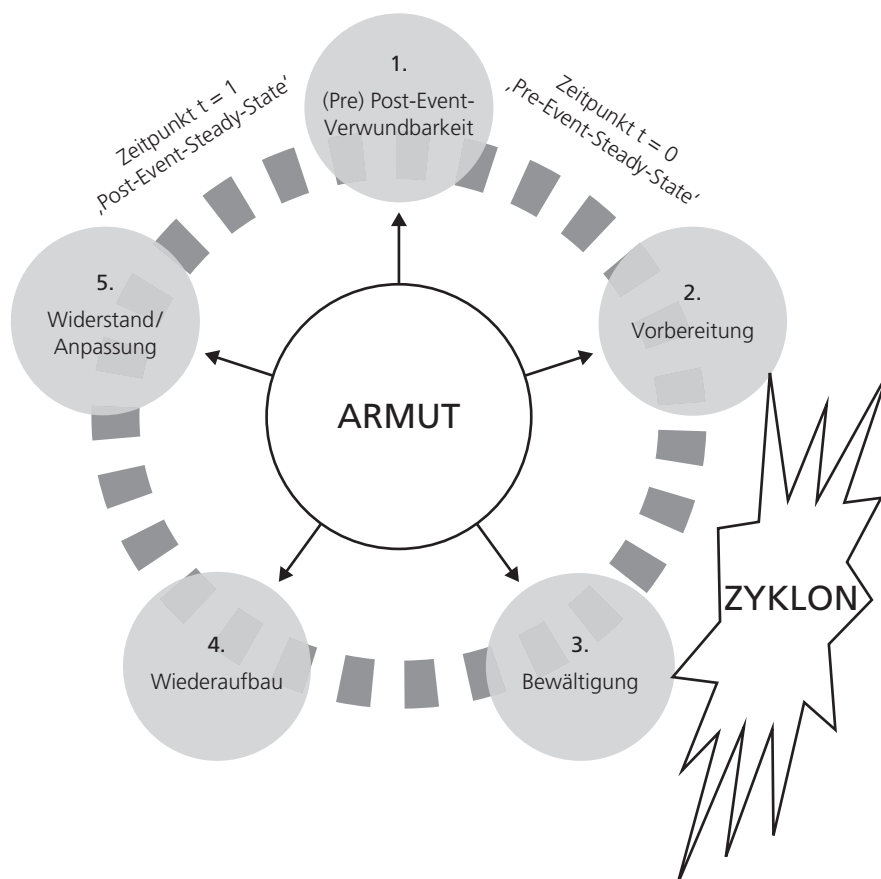 1.
(Pre) Post-Event-
Verwundbarkeit
Zeitpunkt t = 1
‚Post-Event-Steady-State‘
Zeitpunkt t = 0
‚Pre-Event-Steady-State‘
2.
Vorbereitung
5.
Widerstand/
Anpassung
ARMUT
ZYKLON
4.
Wiederaufbau
3.
Bewältigung